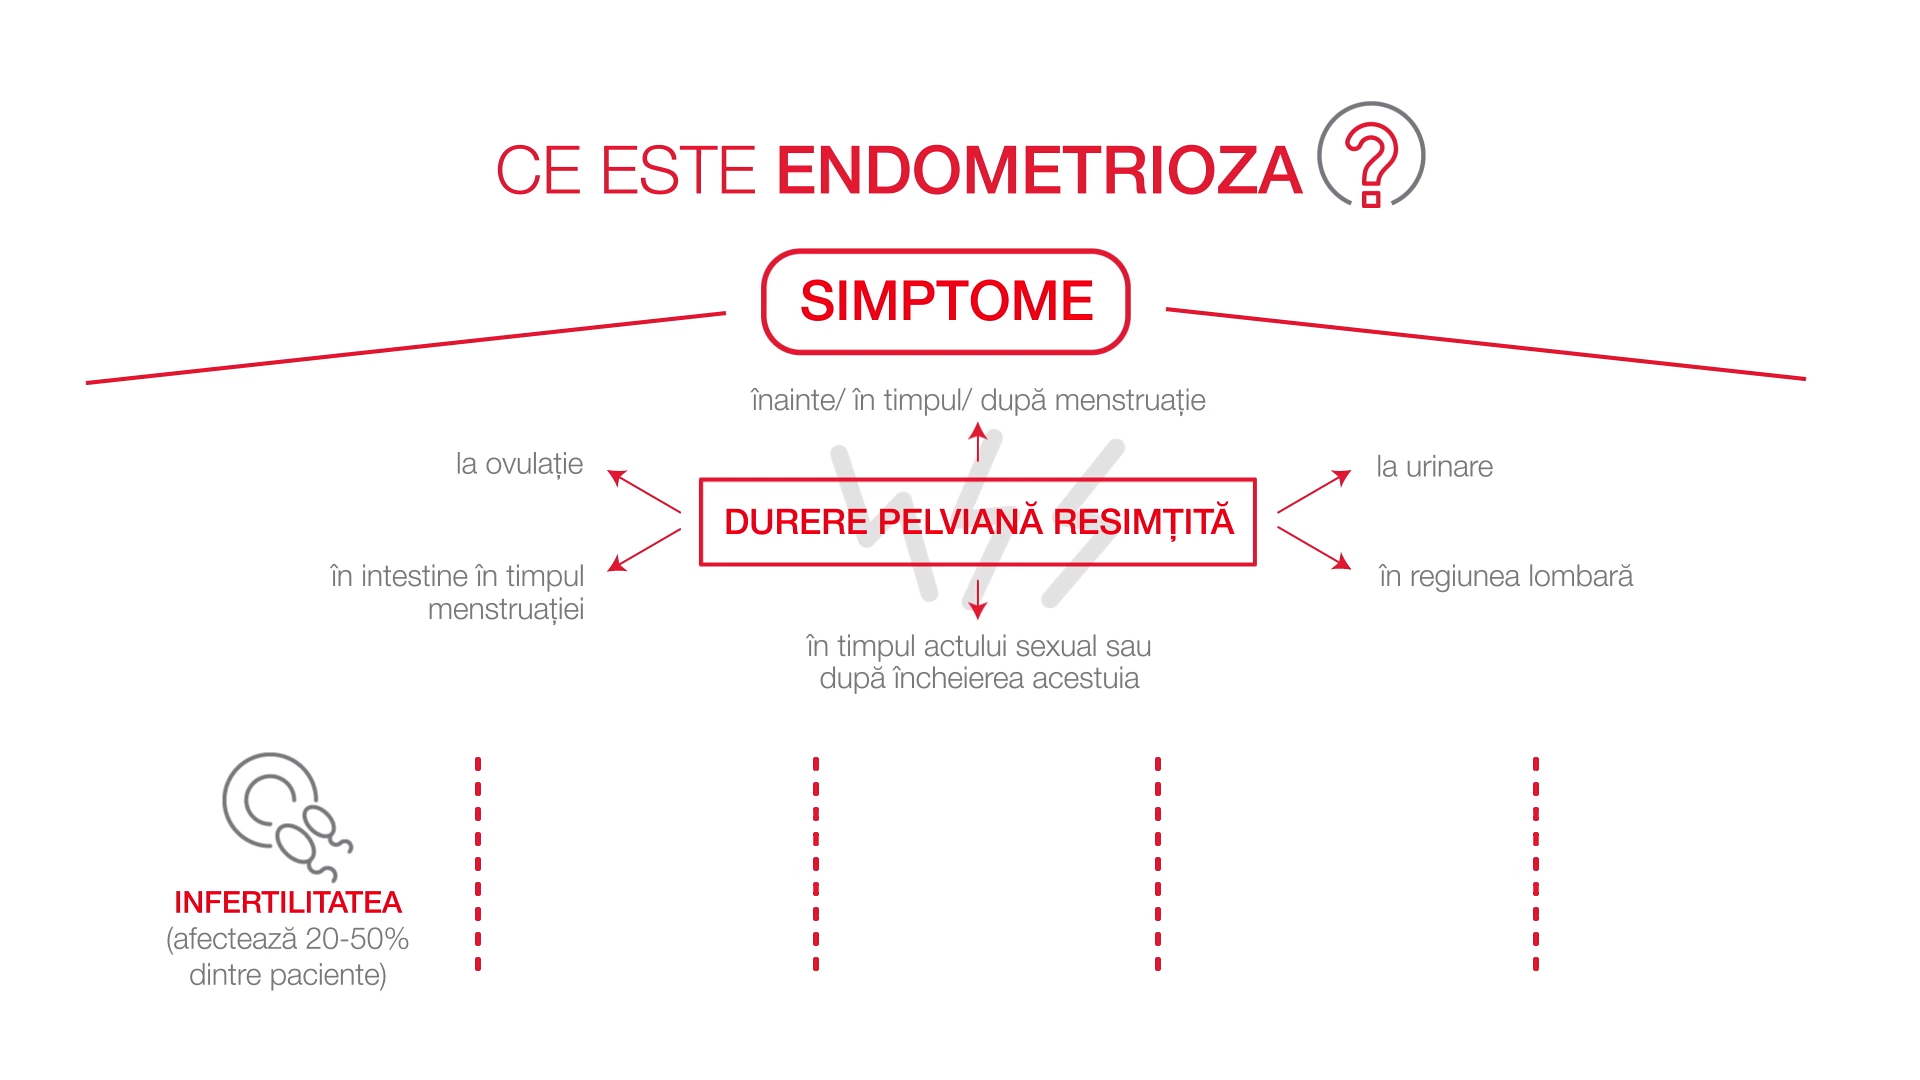 CE ESTE ENDOMETRIOZA ?
SIMPTOME
înainte/ în timpul/ după menstruație
la ovulație
la urinare
DURERE PELVIANĂ RESIMȚITĂ
în intestine în timpul
menstruației
în regiunea lombară
în timpul actului sexual sau
după încheierea acestuia
INFERTILITATEA
(afectează 20-50%
dintre paciente)